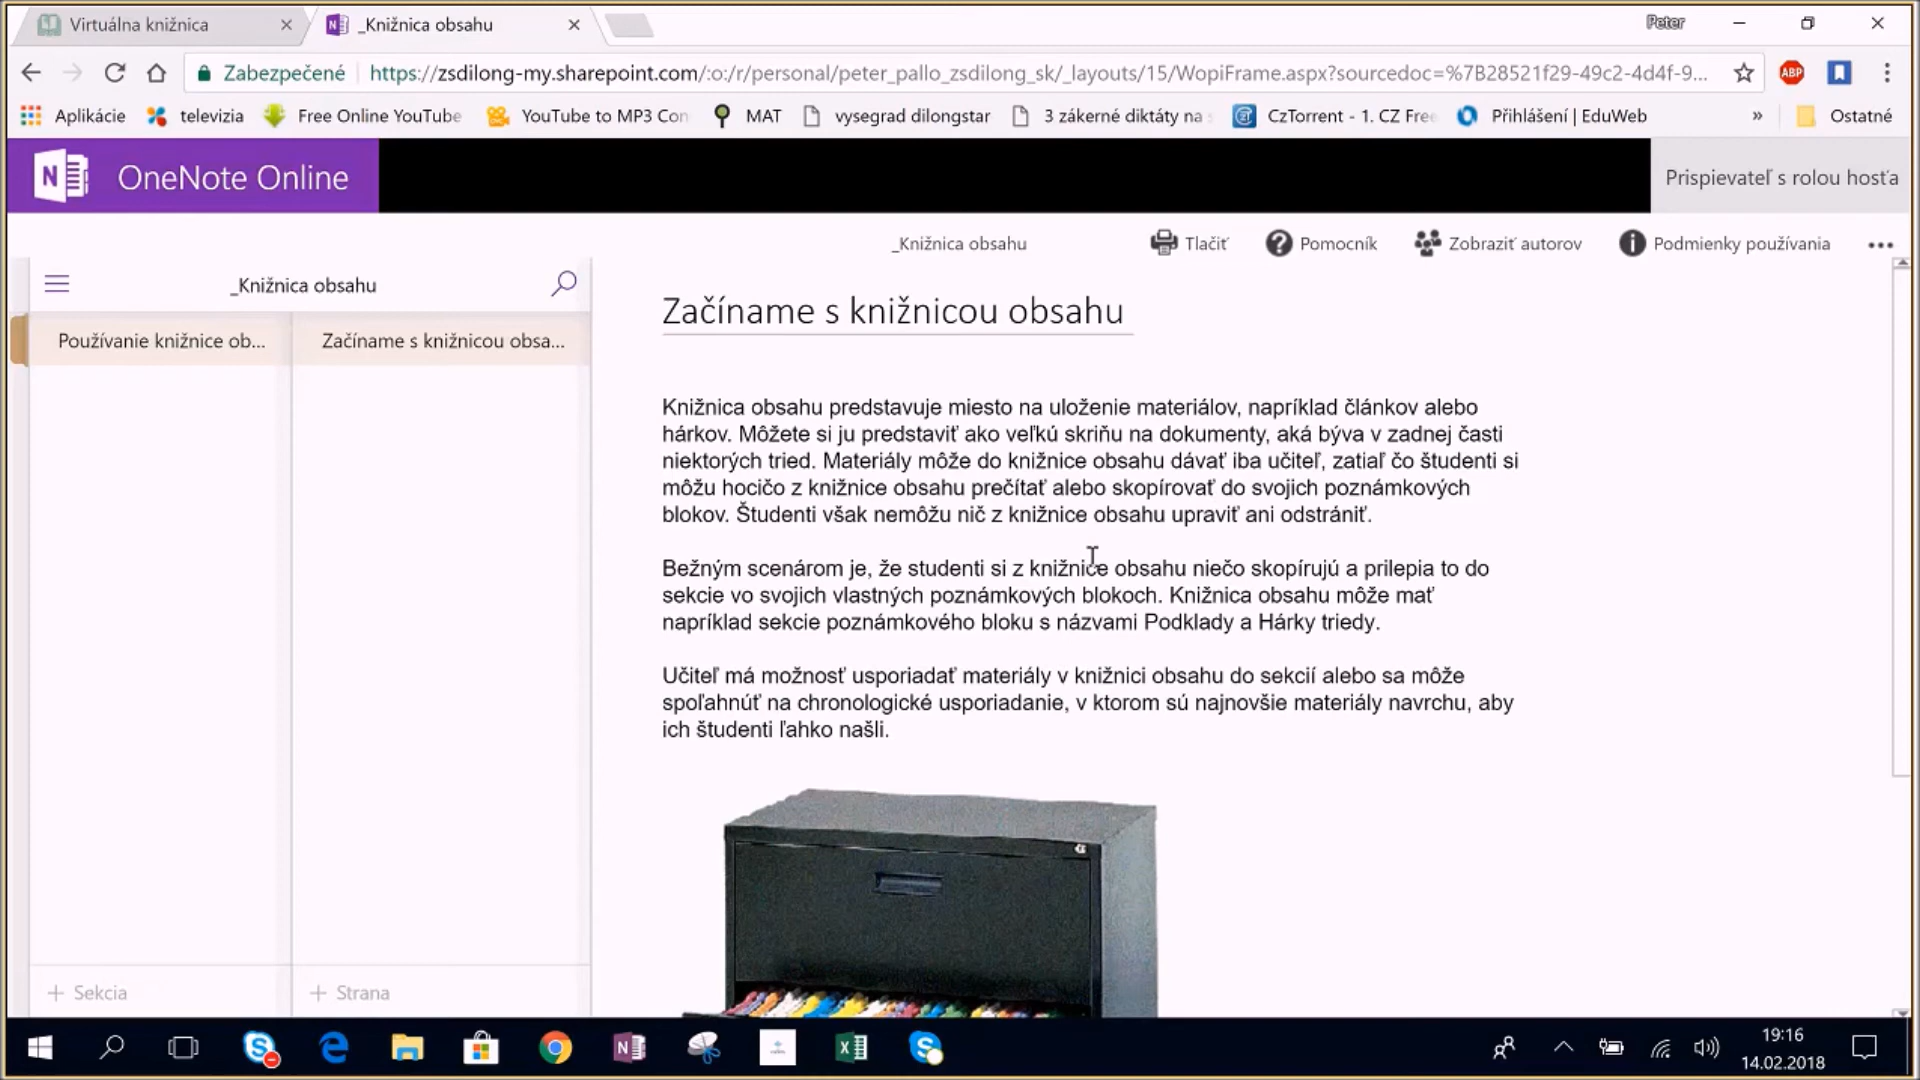 Virtuálna knižnica
_Knižnica obsahu
Peter
Zabezpečené
https://zsdilong-my.sharepoint.com/:o:/r/personal/peter_pallo_zsdilong_sk/_layouts/15/WopiFrame.aspx?sourcedoc=%7B28521f29-49c2-4d4f-9...
ABP
Aplikácie
televizia
Free Online YouTube
YouTube to MP3 Con
MAT
vysegrad dilongstar
3 zákerné diktáty na
CzTorrent - 1. CZ Free
Přihlášení | EduWeb
»
Ostatné
OneNote Online
Prispievateľ s rolou hosťa
_Knižnica obsahu
Tlačiť
Pomocník
Zobraziť autorov
Podmienky používania
_Knižnica obsahu
Používanie knižnice ob...
Začíname s knižnicou obsa...
Začíname s knižnicou obsahu
Knižnica obsahu predstavuje miesto na uloženie materiálov, napríklad článkov alebo
hárkov. Môžete si ju predstaviť ako veľkú skriňu na dokumenty, aká býva v zadnej časti
niektorých tried. Materiály môže do knižnice obsahu dávať iba učiteľ, zatiaľ čo študenti si
môžu hocičo z knižnice obsahu prečítať alebo skopírovať do svojich poznámkových
blokov. Študenti však nemôžu nič z knižnice obsahu upraviť ani odstrániť.
Bežným scenárom je, že studenti si z knižnice obsahu niečo skopírujú a prilepia to do
sekcie vo svojich vlastných poznámkových blokoch. Knižnica obsahu môže mať
napríklad sekcie poznámkového bloku s názvami Podklady a Hárky triedy.
Učiteľ má možnosť usporiadať materiály v knižnici obsahu do sekcií alebo sa môže
spoľahnúť na chronologické usporiadanie, v ktorom sú najnovšie materiály navrchu, aby
ich študenti ľahko našli.
+ Sekcia
+ Strana
19:16
14.02.2018